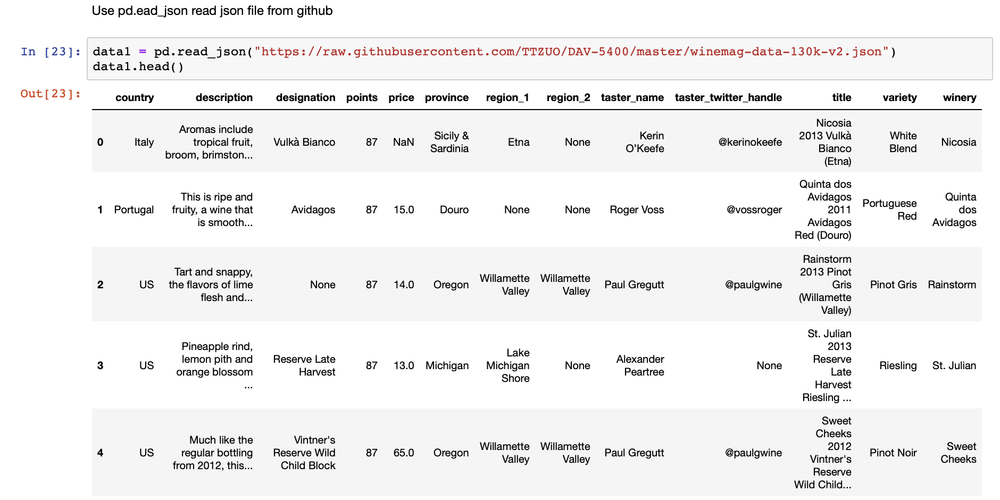 Use pd.ead_json read json file from github
In [23]: data1 = pd.read_json("https://raw.githubusercontent.com/TTZUO/DAV-5400/master/winemag-data-130k-v2.json")
data1.head()
Out[23]:
country description designation points price province region_1 region_2 taster_name taster_twitter_handle title variety winery
0 Italy Aromas include tropical fruit, broom, brimston... Vulkà Bianco 87 NaN Sicily & Sardinia Etna None Kerin O’Keefe @kerinokeefe Nicosia 2013 Vulkà Bianco (Etna) White Blend Nicosia
1 Portugal This is ripe and fruity, a wine that is smooth... Avidagos 87 15.0 Douro None None Roger Voss @vossroger Quinta dos Avidagos 2011 Avidagos Red (Douro) Portuguese Red Quinta dos Avidagos
2 US Tart and snappy, the flavors of lime flesh and... None 87 14.0 Oregon Willamette Valley Willamette Valley Paul Gregutt @paulgwine Rainstorm 2013 Pinot Gris (Willamette Valley) Pinot Gris Rainstorm
3 US Pineapple rind, lemon pith and orange blossom ... Reserve Late Harvest 87 13.0 Michigan Lake Michigan Shore None Alexander Peartree None St. Julian 2013 Reserve Late Harvest Riesling ... Riesling St. Julian
4 US Much like the regular bottling from 2012, this... Vintner's Reserve Wild Child Block 87 65.0 Oregon Willamette Valley Willamette Valley Paul Gregutt @paulgwine Sweet Cheeks 2012 Vintner's Reserve Wild Child... Pinot Noir Sweet Cheeks